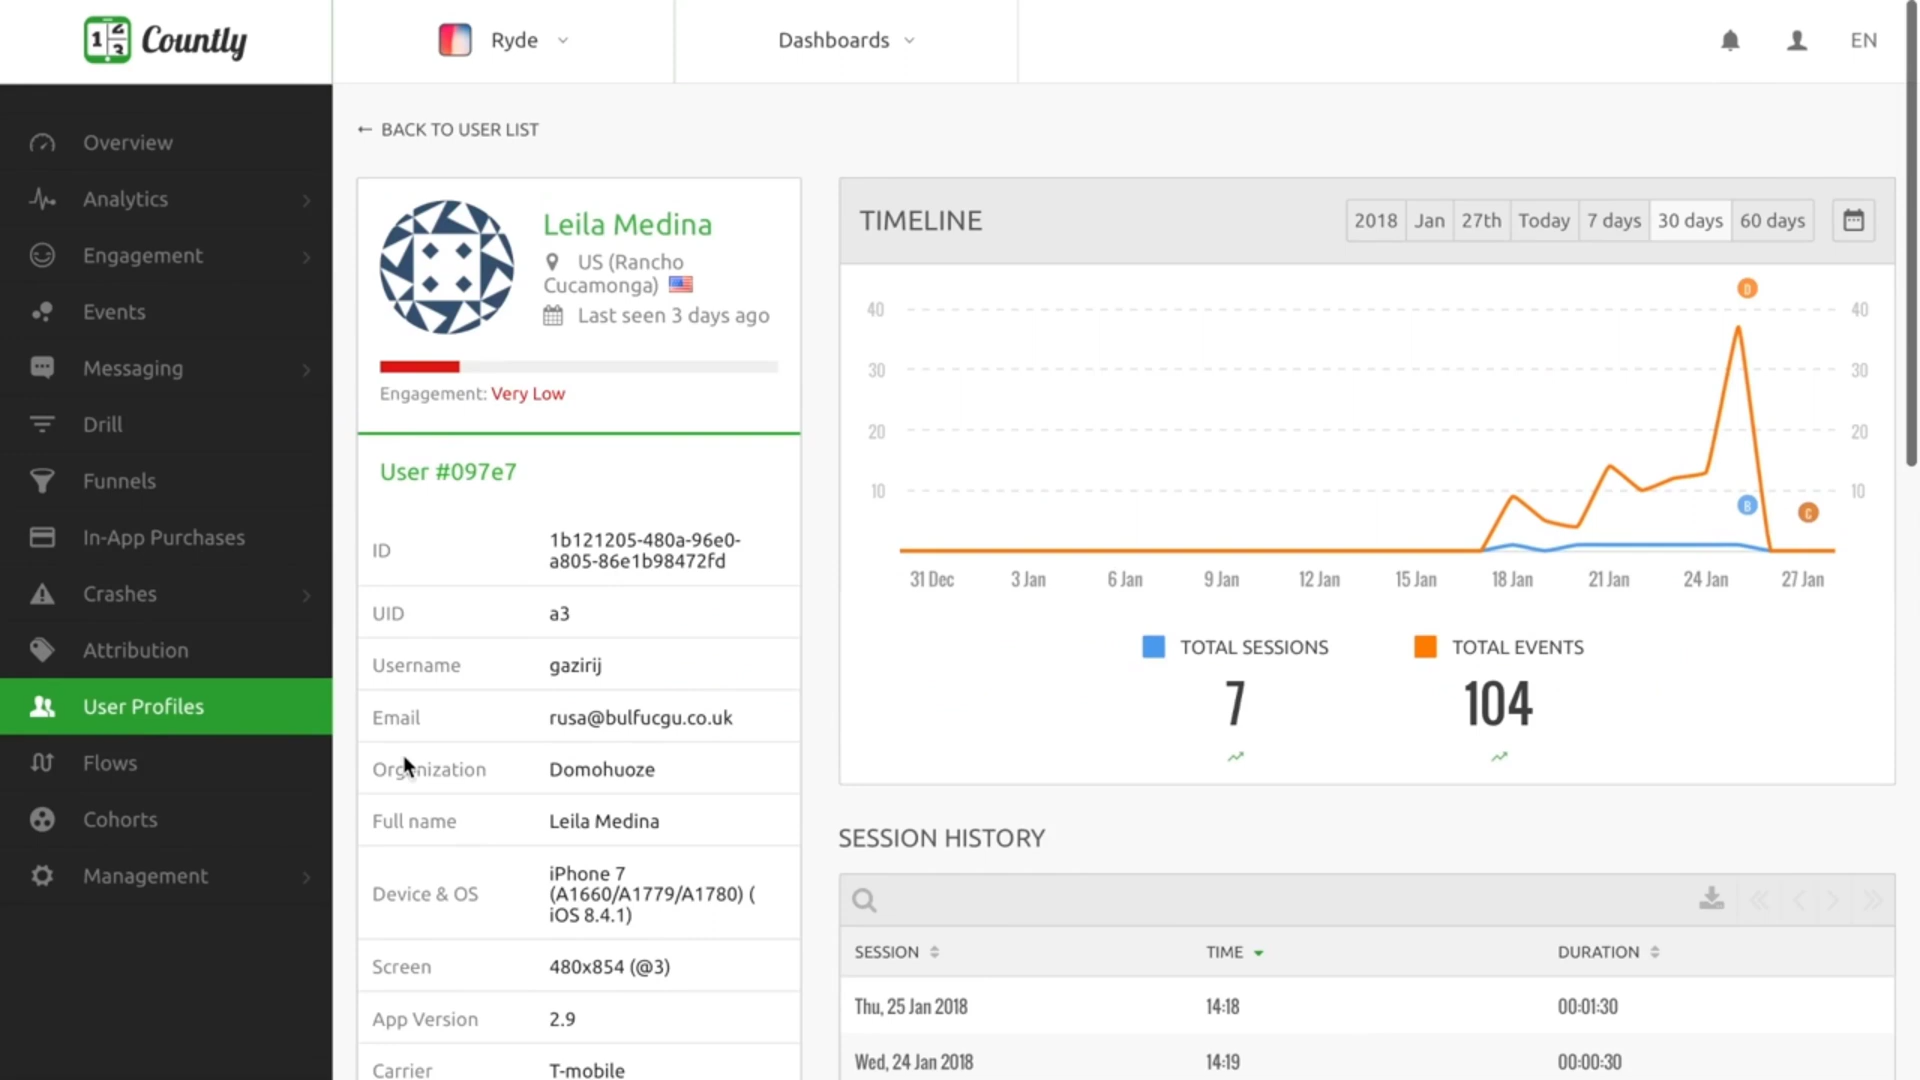 Countly
Ryde
Dashboards
EN
Overview
Analytics
Engagement
Events
Messaging
Drill
Funnels
In-App Purchases
Crashes
Attribution
User Profiles
Flows
Cohorts
Management
← BACK TO USER LIST
Leila Medina
US (Rancho
Cucamonga)
Last seen 3 days ago
Engagement: Very Low
User #097e7
ID 1b121205-480a-96e0-
a805-86e1b98472fd
UID a3
Username gazirij
Email rusa@bulfucgu.co.uk
Organization Domohuoze
Full name Leila Medina
Device & OS iPhone 7
(A1660/A1779/A1780) (
iOS 8.4.1)
Screen 480x854 (@3)
App Version 2.9
Carrier T-mobile
TIMELINE
2018 Jan 27th Today 7 days 30 days 60 days
D
40 40
30 30
20 20
10 B 10
C
31 Dec 3 Jan 6 Jan 9 Jan 12 Jan 15 Jan 18 Jan 21 Jan 24 Jan 27 Jan
TOTAL SESSIONS TOTAL EVENTS
7 104
SESSION HISTORY
SESSION TIME DURATION
Thu, 25 Jan 2018 14:18 00:01:30
Wed, 24 Jan 2018 14:19 00:00:30